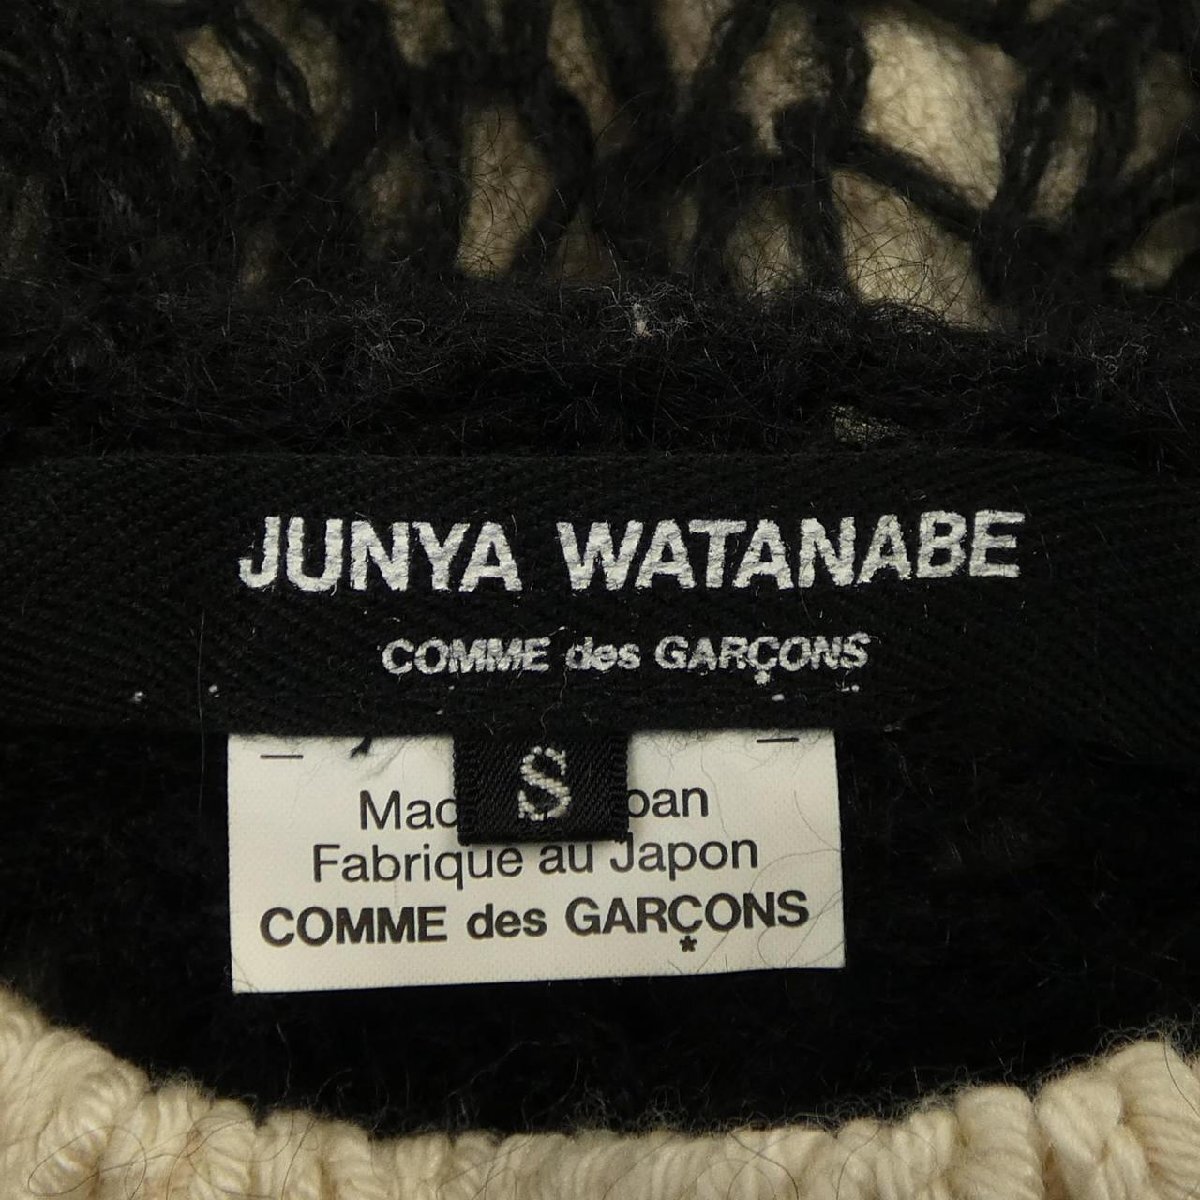 JUNYA WATANABE
COMME des GARÇONS
S
Fabrique au Japon
COMME des GARÇONS
*